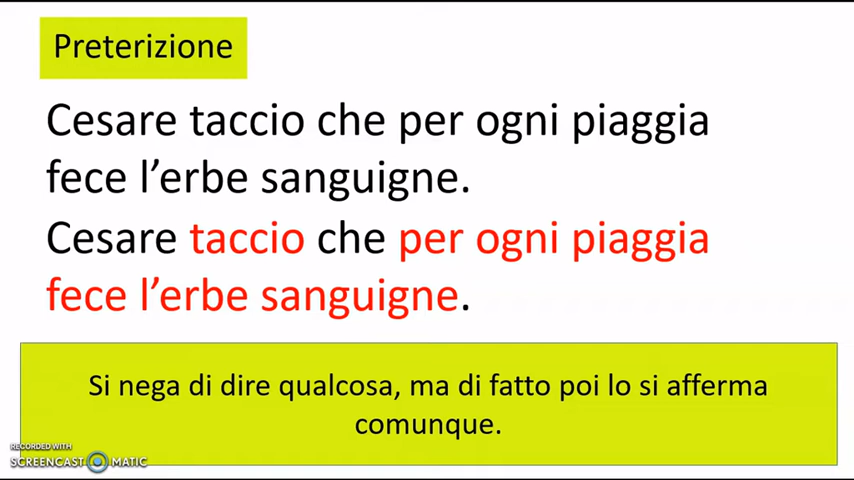 Preterizione
Cesare taccio che per ogni piaggia
fece l’erbe sanguigne.
Cesare taccio che per ogni piaggia
fece l’erbe sanguigne.
Si nega di dire qualcosa, ma di fatto poi lo si afferma
comunque.
RECORDED WITH
SCREENCAST MATIC